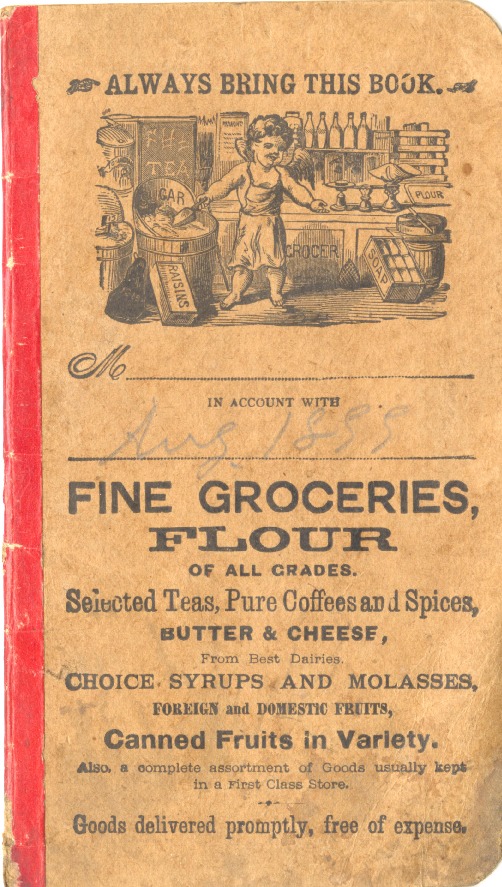 ALWAYS BRING THIS BOOK.
TEA
GAR
FLOUR
GROCER
RAISINS
SOAP
M
IN ACCOUNT WITH
Aug. 1899
FINE GROCERIES,
FLOUR
OF ALL GRADES.
Selected Teas, Pure Coffees and Spices,
BUTTER & CHEESE,
From Best Dairies.
CHOICE SYRUPS AND MOLASSES,
FOREIGN and DOMESTIC FRUITS,
Canned Fruits in Variety.
Also, a complete assortment of Goods usually kept
in a First Class Store.
Goods delivered promptly, free of expense.